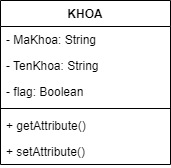 KHOA
- MaKhoa: String
- TenKhoa: String
- flag: Boolean
+ getAttribute()
+ setAttribute()